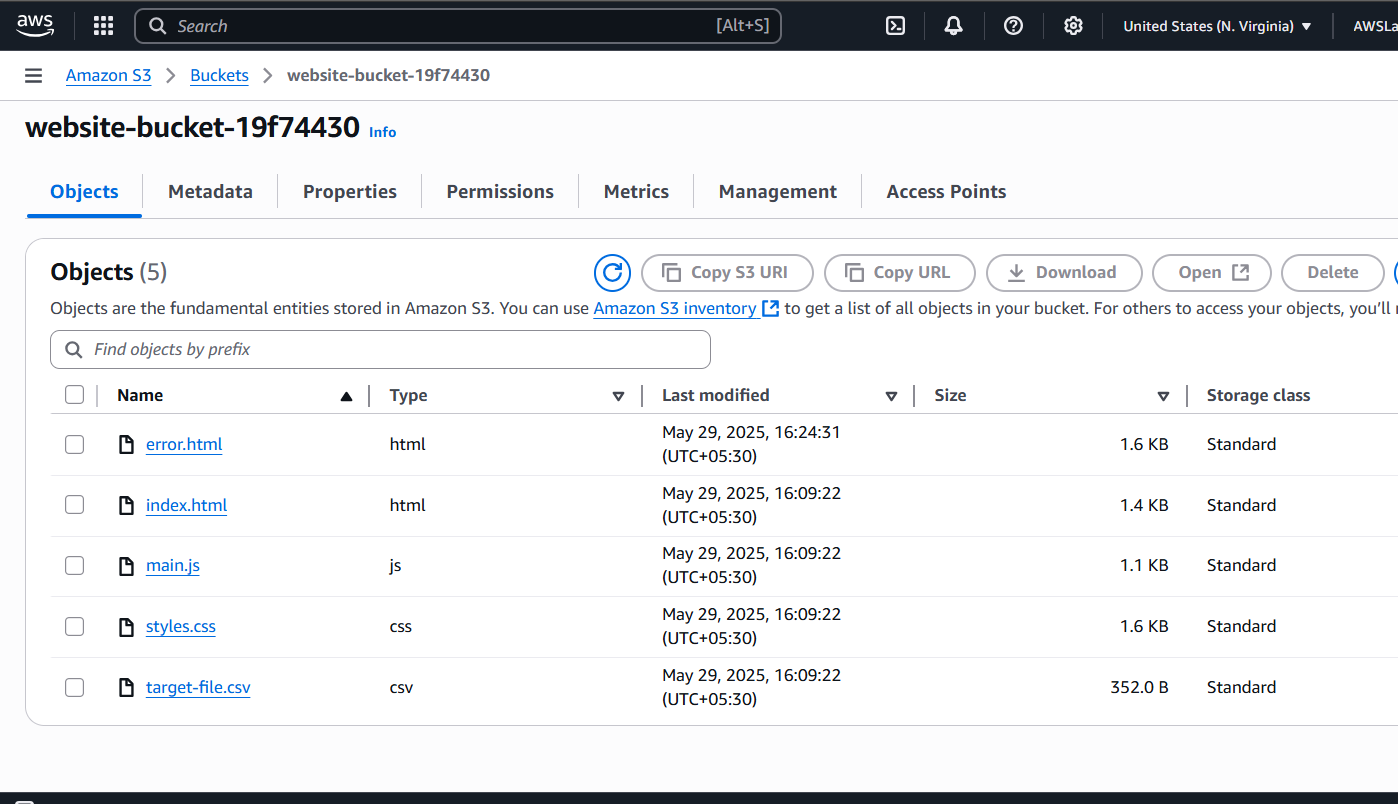 aws
Search [Alt+S]
United States (N. Virginia)
AWSLa
Amazon S3 > Buckets > website-bucket-19f74430
website-bucket-19f74430 Info
Objects Metadata Properties Permissions Metrics Management Access Points
Objects (5)
Copy S3 URI Copy URL Download Open Delete
Objects are the fundamental entities stored in Amazon S3. You can use Amazon S3 inventory to get a list of all objects in your bucket. For others to access your objects, you'll
Find objects by prefix
Name Type Last modified Size Storage class
error.html html May 29, 2025, 16:24:31 (UTC+05:30) 1.6 KB Standard
index.html html May 29, 2025, 16:09:22 (UTC+05:30) 1.4 KB Standard
main.js js May 29, 2025, 16:09:22 (UTC+05:30) 1.1 KB Standard
styles.css css May 29, 2025, 16:09:22 (UTC+05:30) 1.6 KB Standard
target-file.csv csv May 29, 2025, 16:09:22 (UTC+05:30) 352.0 B Standard